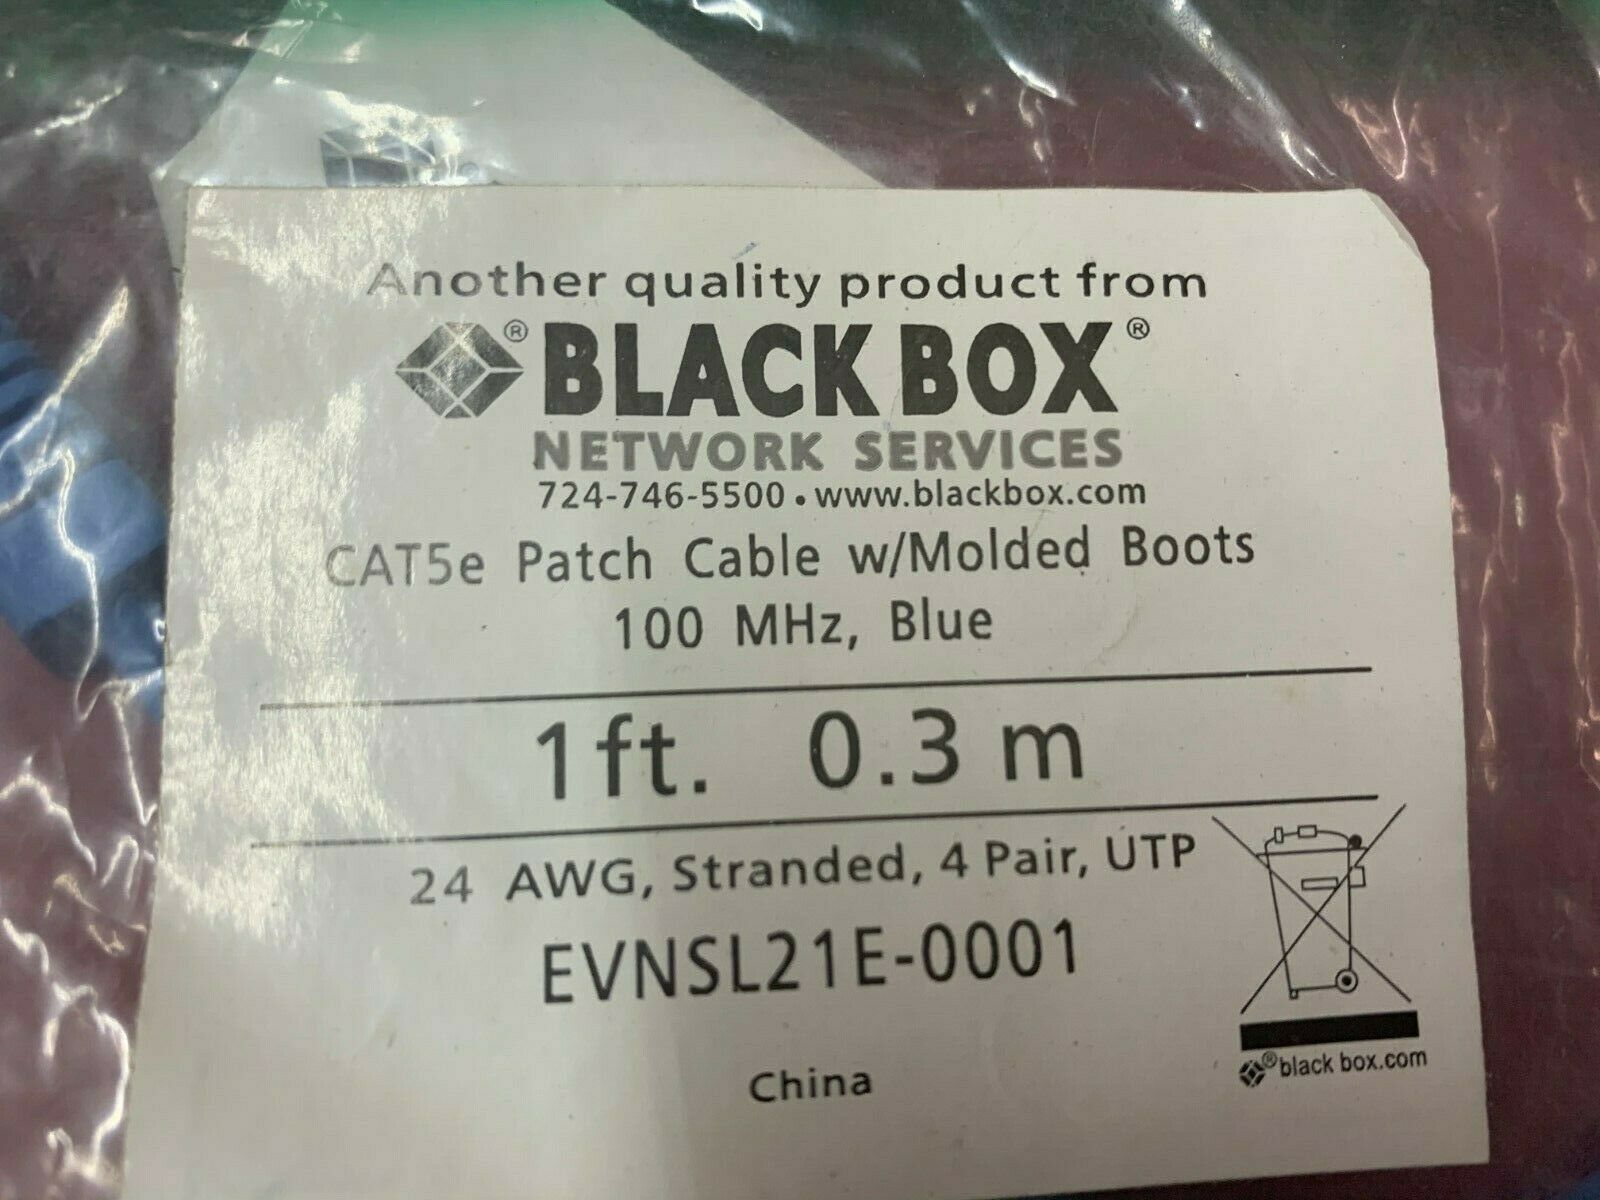 Another quality product from
® BLACK BOX ®
NETWORK SERVICES
724-746-5500 • www.blackbox.com
CAT5e Patch Cable w/Molded Boots
100 MHz, Blue
1ft. 0.3 m
24 AWG, Stranded, 4 Pair, UTP
EVNSL21E-0001
® black box.com
China